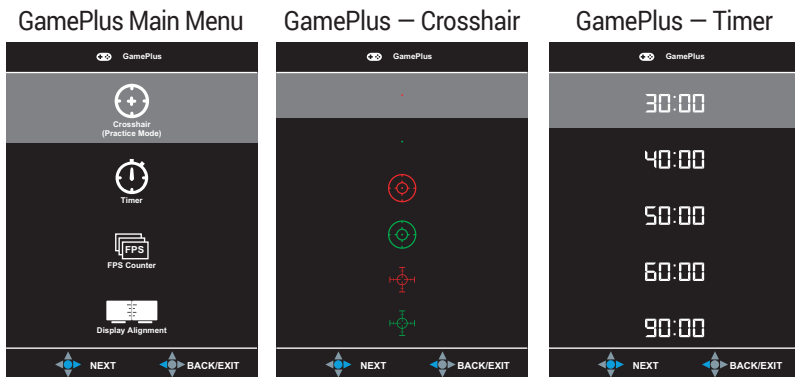 GamePlus Main Menu
GamePlus
Crosshair
(Practice Mode)
Timer
FPS
FPS Counter
Display Alignment
NEXT BACK/EXIT
GamePlus – Crosshair
GamePlus
NEXT BACK/EXIT
GamePlus – Timer
GamePlus
30:00
40:00
50:00
60:00
90:00
NEXT BACK/EXIT